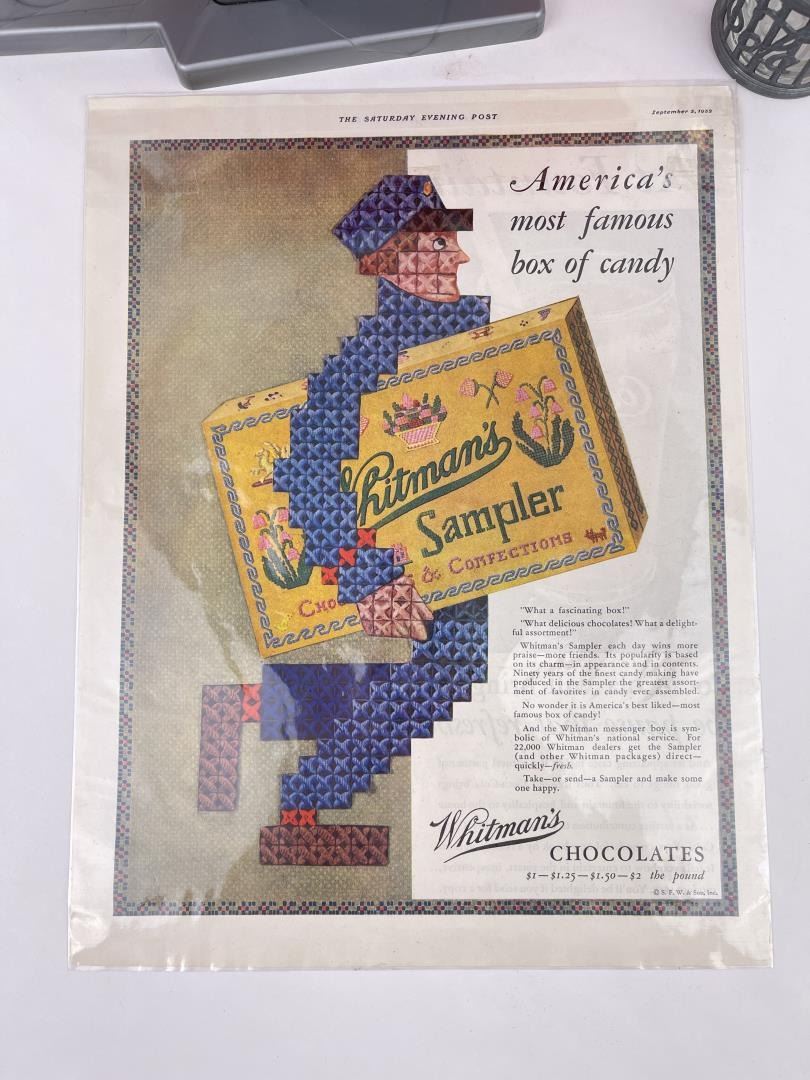 THE SATURDAY EVENING POST
September 3, 1932
America's
most famous
box of candy
Whitman's
Sampler
& CONFECTIONS
"What a fascinating box!"
"What delicious chocolates! What a delight-
ful assortment!"
Whitman's Sampler each day wins more
praise—more friends. Its popularity is based
on its charm—in appearance and in contents.
Ninety years of the finest candy making have
produced in the Sampler the greatest assort-
ment of favorites in candy ever assembled.
No wonder it is America's best liked—most
famous box of candy!
And the Whitman messenger boy is sym-
bolic of Whitman's national service. For
22,000 Whitman dealers get the Sampler
(and other Whitman packages) direct—
quickly—fresh.
Take—or send—a Sampler and make some
one happy.
Whitman's
CHOCOLATES
$1—$1.25—$1.50—$2 the pound
© S. F. W. & Son, Inc.